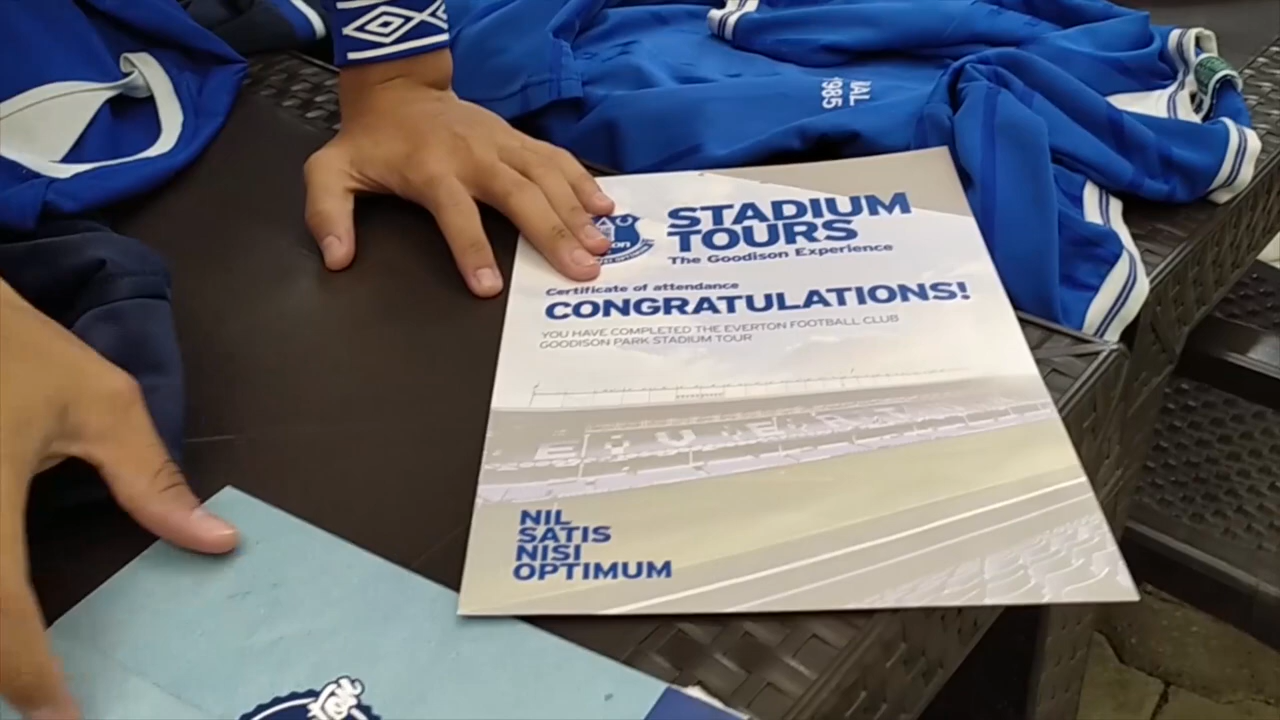 IAL
1985
STADIUM
TOURS
The Goodison Experience
Certificate of attendance
CONGRATULATIONS!
YOU HAVE COMPLETED THE EVERTON FOOTBALL CLUB
GOODISON PARK STADIUM TOUR
NIL
SATIS
NISI
OPTIMUM